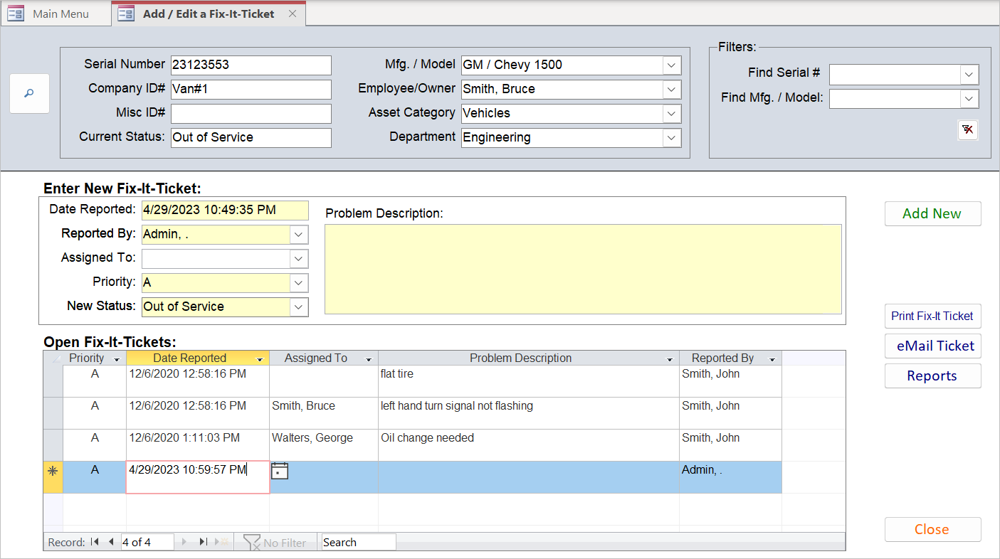 Main Menu
Add / Edit a Fix-It-Ticket
Serial Number 23123553
Mfg. / Model GM / Chevy 1500
Company ID# Van#1
Employee/Owner Smith, Bruce
Misc ID#
Asset Category Vehicles
Current Status: Out of Service
Department Engineering
Filters:
Find Serial #
Find Mfg. / Model:
Enter New Fix-It-Ticket:
Date Reported: 4/29/2023 10:49:35 PM
Reported By: Admin, .
Assigned To:
Priority: A
New Status: Out of Service
Problem Description:
Add New
Print Fix-It Ticket
eMail Ticket
Reports
Close
Open Fix-It-Tickets:
Priority Date Reported Assigned To Problem Description Reported By
A 12/6/2020 12:58:16 PM flat tire Smith, John
A 12/6/2020 12:58:16 PM Smith, Bruce left hand turn signal not flashing Smith, John
A 12/6/2020 1:11:03 PM Walters, George Oil change needed Smith, John
A 4/29/2023 10:59:57 PM Admin, .
Record: 4 of 4 No Filter Search